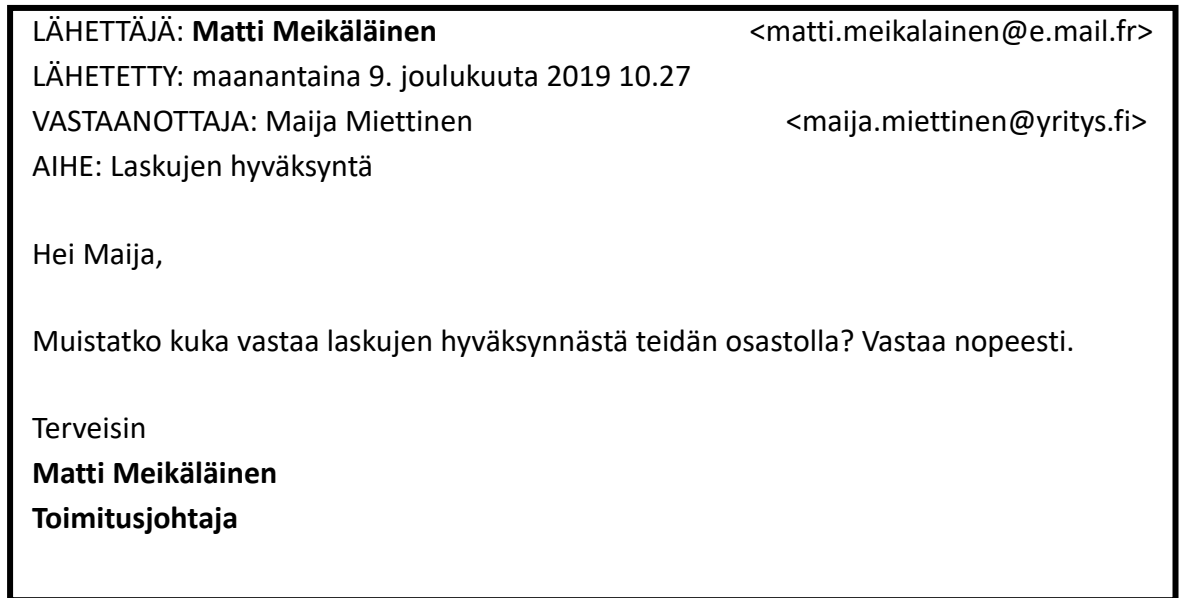 LÄHETTÄJÄ: Matti Meikäläinen <matti.meikalainen@e.mail.fr>
LÄHETETTY: maanantaina 9. joulukuuta 2019 10.27
VASTAANOTTAJA: Maija Miettinen <maija.miettinen@yritys.fi>
AIHE: Laskujen hyväksyntä
Hei Maija,
Muistatko kuka vastaa laskujen hyväksynnästä teidän osastolla? Vastaa nopeesti.
Terveisin
Matti Meikäläinen
Toimitusjohtaja